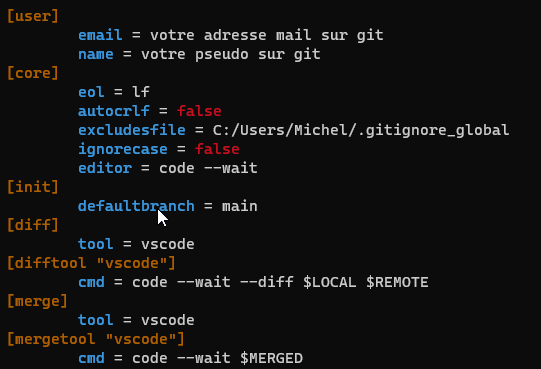 [user]
email = votre adresse mail sur git
name = votre pseudo sur git
[core]
eol = lf
autocrlf = false
excludesfile = C:/Users/Michel/.gitignore_global
ignorecase = false
editor = code --wait
[init]
defaultbranch = main
[diff]
tool = vscode
[difftool "vscode"]
cmd = code --wait --diff $LOCAL $REMOTE
[merge]
tool = vscode
[mergetool "vscode"]
cmd = code --wait $MERGED